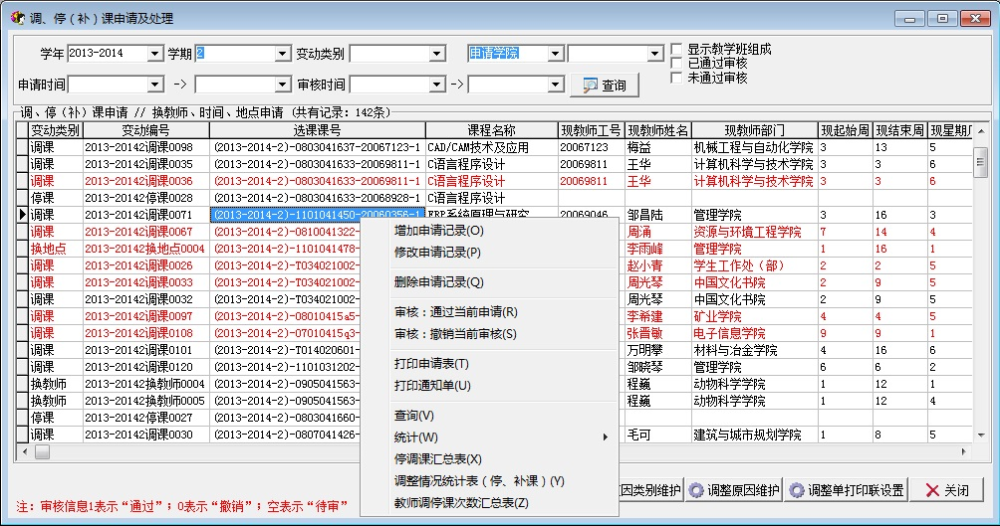 调、停（补）课申请及处理
学年 2013-2014 学期 2 变动类别 申请学院 显示教学班组成
已通过审核
申请时间 -> 审核时间 -> 查询 未通过审核
调、停（补）课申请 // 换教师、时间、地点申请（共有记录：142条）
变动类别 变动编号 选课课号 课程名称 现教师工号 现教师姓名 现教师部门 现起始周 现结束周 现星期几
调课 2013-20142调课0098 (2013-2014-2)-0803041637-20067123-1 CAD/CAM技术及应用 20067123 梅益 机械工程与自动化学院 3 13 5
调课 2013-20142调课0035 (2013-2014-2)-0803041633-20069811-1 C语言程序设计 20069811 王华 计算机科学与技术学院 3 3 6
调课 2013-20142调课0036 (2013-2014-2)-0803041633-20069811-1 C语言程序设计 20069811 王华 计算机科学与技术学院 3 3 6
停课 2013-20142停课0028 (2013-2014-2)-0803041633-20068928-1 C语言程序设计
调课 2013-20142调课0071 (2013-2014-2)-1101041450-20060356-1 ERP系统原理与研究 20069046 邹昌陆 管理学院 3 16 3
调课 2013-20142调课0067 (2013-2014-2)-0810041322- 周涌 资源与环境工程学院 7 14 4
换地点 2013-20142换地点0004 (2013-2014-2)-1101041478- 李雨峰 管理学院 1 16 1
调课 2013-20142调课0026 (2013-2014-2)-T034021002- 赵小青 学生工作处（部） 2 2 5
调课 2013-20142调课0033 (2013-2014-2)-T034021002- 周光琴 中国文化书院 2 9 5
调课 2013-20142调课0032 (2013-2014-2)-T034021002- 周光琴 中国文化书院 2 9 5
调课 2013-20142调课0097 (2013-2014-2)-08010415a5- 李希建 矿业学院 4 4 5
调课 2013-20142调课0108 (2013-2014-2)-07010415q3- 张晋敏 电子信息学院 9 9 1
调课 2013-20142调课0101 (2013-2014-2)-T014020601- 万明攀 材料与冶金学院 4 16 6
调课 2013-20142调课0120 (2013-2014-2)-1101031202- 邹晓琴 管理学院 6 6 2
换教师 2013-20142换教师0004 (2013-2014-2)-0905041563- 程巍 动物科学学院 1 12 1
换教师 2013-20142换教师0005 (2013-2014-2)-0905041563- 程巍 动物科学学院 1 12 4
停课 2013-20142停课0027 (2013-2014-2)-0803041660-
调课 2013-20142调课0030 (2013-2014-2)-0807041426- 毛可 建筑与城市规划学院 1 8 5
增加申请记录(O)
修改申请记录(P)
删除申请记录(Q)
审核：通过当前申请(R)
审核：撤销当前审核(S)
打印申请表(T)
打印通知单(U)
查询(V)
统计(W)
停调课汇总表(X)
调整情况统计表（停、补课）(Y)
教师调停课次数汇总表(Z)
因类别维护 调整原因维护 调整单打印联设置 关闭
注：审核信息1表示“通过”；0表示“撤销”；空表示“待审”